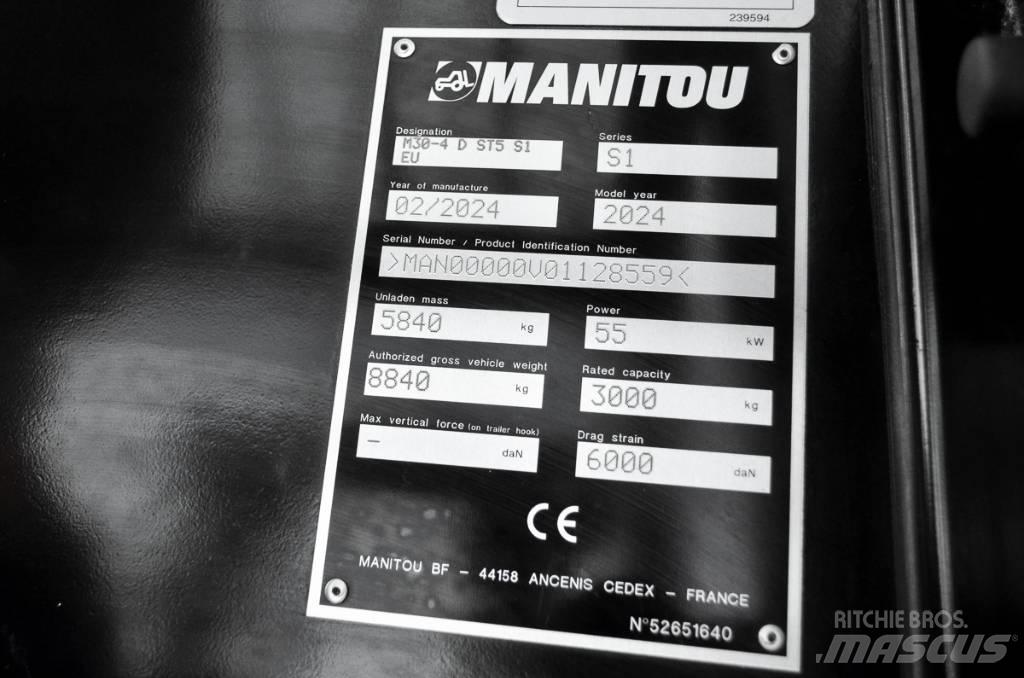 239594
MANITOU
Designation
M30-4 D ST5 S1
EU
Series
S1
Year of manufacture
02/2024
Model year
2024
Serial Number / Product Identification Number
>MAN00000V01128559<
Unladen mass
5840 kg
Power
55 kW
Authorized gross vehicle weight
8840 kg
Rated capacity
3000 kg
Max vertical force (on trailer hook)
– daN
Drag strain
6000 daN
CE
MANITOU BF – 44158 ANCENIS CEDEX – FRANCE
N°52651640
RITCHIE BROS.
MASCUS